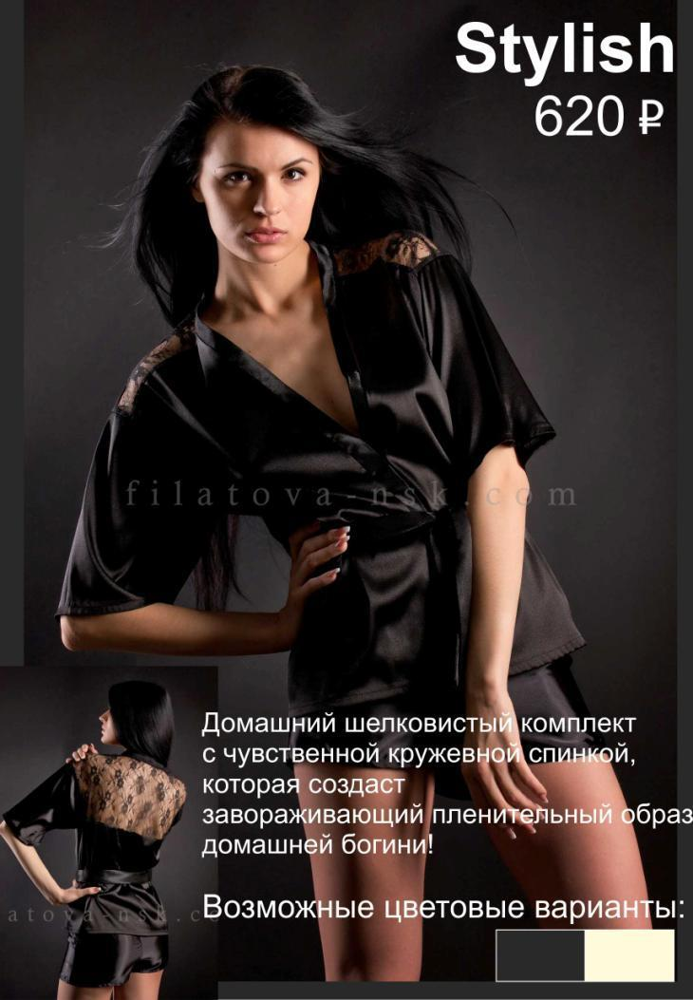 Stylish
620 ₽
filatova-nsk.com
Домашний шелковистый комплект
с чувственной кружевной спинкой,
которая создаст
завораживающий пленительный образ
домашней богини!
atova-nsk.co
Возможные цветовые варианты: